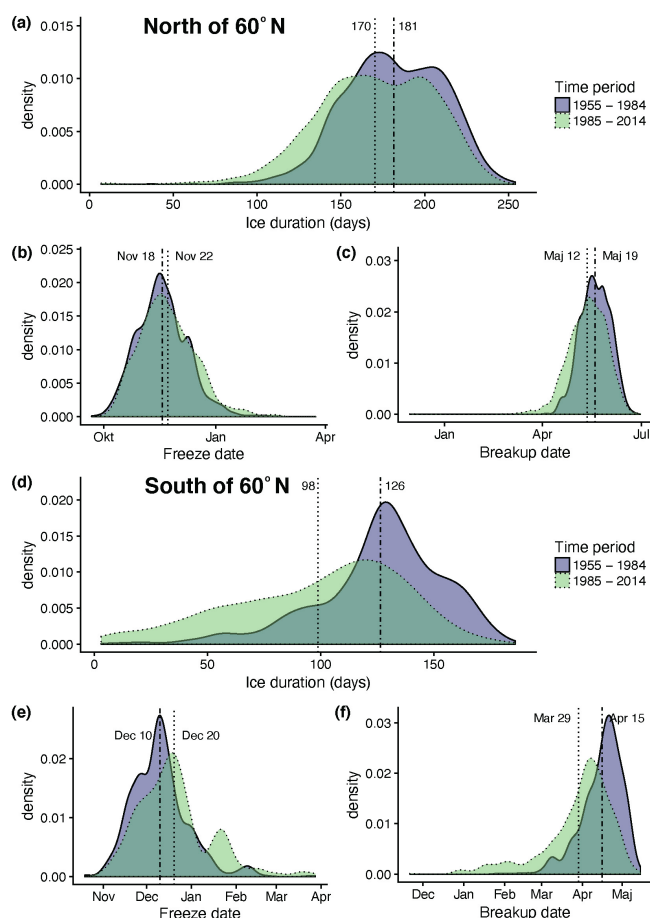 (a) North of 60°N
170 181
0.015
0.010
0.005
0.000
density
0 50 100 150 200 250
Ice duration (days)
Time period
1955 − 1984
1985 − 2014
(b)
Nov 18 Nov 22
0.025
0.020
0.015
0.010
0.005
0.000
density
Okt Jan Apr
Freeze date
(c)
Maj 12 Maj 19
0.03
0.02
0.01
0.00
density
Jan Apr Jul
Breakup date
(d) South of 60°N
98 126
0.020
0.015
0.010
0.005
0.000
density
0 50 100 150
Ice duration (days)
Time period
1955 − 1984
1985 − 2014
(e)
Dec 10 Dec 20
0.02
0.01
0.00
density
Nov Dec Jan Feb Mar Apr
Freeze date
(f)
Mar 29 Apr 15
0.03
0.02
0.01
0.00
density
Dec Jan Feb Mar Apr Maj
Breakup date